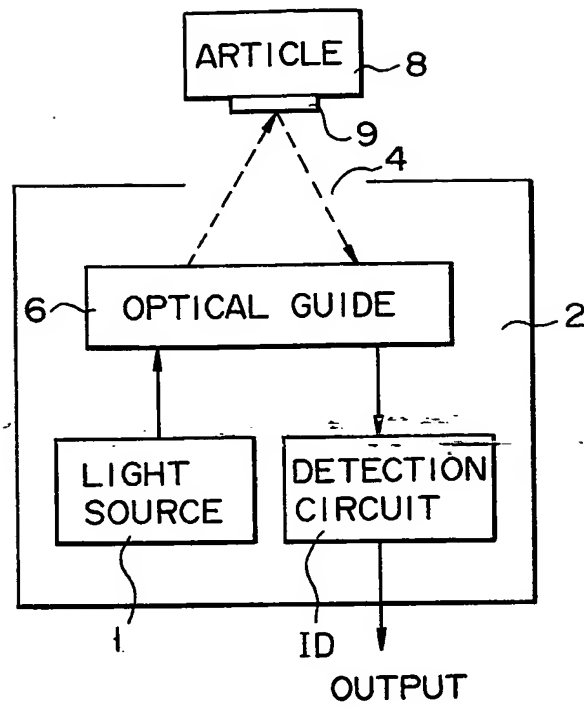 ARTICLE
8
9
4
6
OPTICAL GUIDE
2
LIGHT
SOURCE
DETECTION
CIRCUIT
1
ID
OUTPUT